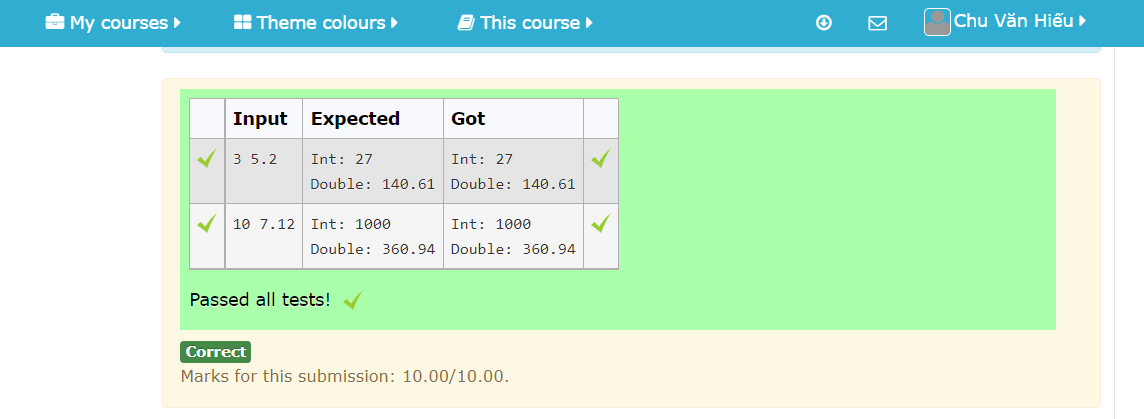 My courses Theme colours This course Chu Văn Hiếu
Input Expected Got
3 5.2 Int: 27 Int: 27
Double: 140.61 Double: 140.61
10 7.12 Int: 1000 Int: 1000
Double: 360.94 Double: 360.94
Passed all tests!
Correct
Marks for this submission: 10.00/10.00.